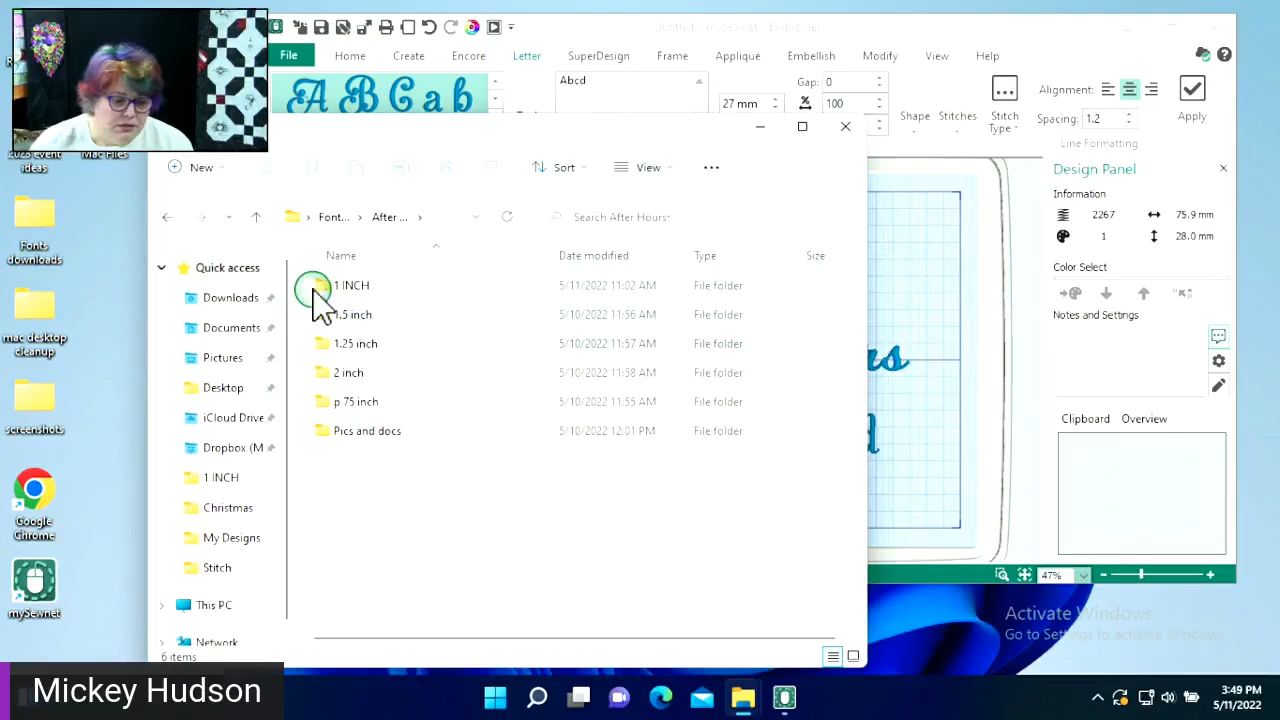 File Home Create Encore Letter SuperDesign Frame Applique Embellish Modify View Help
A B C a b
Abcd
Gap: 0
27 mm
100
Shape
Stitches
Stitch Type
Alignment:
Spacing: 1.2
Apply
Line Formatting
Design Panel
Information
2267 75.9 mm
1 28.0 mm
Color Select
Notes and Settings
Clipboard Overview
47%
2023 event ideas
Mac Files
Fonts downloads
mac desktop cleanup
screenshots
Google Chrome
mySewnet
New
Sort
View
Font... > After ... >
Search After Hours
Name Date modified Type Size
1 INCH 5/11/2022 11:02 AM File folder
1.5 inch 5/10/2022 11:56 AM File folder
1.25 inch 5/10/2022 11:57 AM File folder
2 inch 5/10/2022 11:58 AM File folder
p 75 inch 5/10/2022 11:55 AM File folder
Pics and docs 5/10/2022 12:01 PM File folder
Quick access
Downloads
Documents
Pictures
Desktop
iCloud Drive
Dropbox (M
1 INCH
Christmas
My Designs
Stitch
This PC
Network
6 items
Activate Windows
Go to Settings to activate Windows.
Mickey Hudson
3:49 PM
5/11/2022